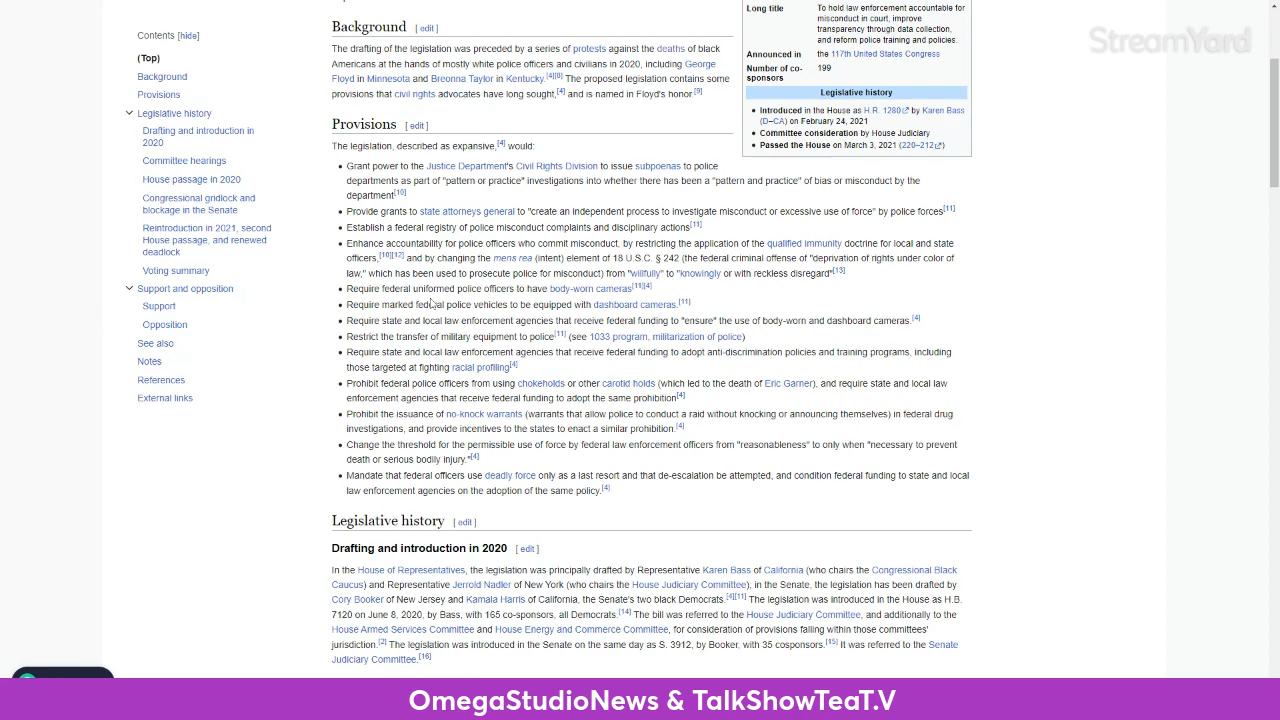 StreamYard
Contents [hide]
(Top)
Background
Provisions
Legislative history
Drafting and introduction in
2020
Committee hearings
House passage in 2020
Congressional gridlock and
blockage in the Senate
Reintroduction in 2021, second
House passage, and renewed
deadlock
Voting summary
Support and opposition
Support
Opposition
See also
Notes
References
External links
Background [ edit ]
The drafting of the legislation was preceded by a series of protests against the deaths of black
Americans at the hands of mostly white police officers and civilians in 2020, including George
Floyd in Minnesota and Breonna Taylor in Kentucky.[4][8] The proposed legislation contains some
provisions that civil rights advocates have long sought,[4] and is named in Floyd's honor.[9]
Long title To hold law enforcement accountable for
misconduct in court, improve
transparency through data collection,
and reform police training and policies.
Announced in the 117th United States Congress
Number of co- 199
sponsors
Legislative history
• Introduced in the House as H.R. 1280 by Karen Bass
(D–CA) on February 24, 2021
• Committee consideration by House Judiciary
• Passed the House on March 3, 2021 (220–212)
Provisions [ edit ]
The legislation, described as expansive,[4] would:
• Grant power to the Justice Department's Civil Rights Division to issue subpoenas to police
departments as part of "pattern or practice" investigations into whether there has been a "pattern and practice" of bias or misconduct by the
department[10]
• Provide grants to state attorneys general to "create an independent process to investigate misconduct or excessive use of force" by police forces[11]
• Establish a federal registry of police misconduct complaints and disciplinary actions[11]
• Enhance accountability for police officers who commit misconduct, by restricting the application of the qualified immunity doctrine for local and state
officers,[10][12] and by changing the mens rea (intent) element of 18 U.S.C. § 242 (the federal criminal offense of "deprivation of rights under color of
law," which has been used to prosecute police for misconduct) from "willfully" to "knowingly or with reckless disregard"[13]
• Require federal uniformed police officers to have body-worn cameras[11][4]
• Require marked federal police vehicles to be equipped with dashboard cameras.[11]
• Require state and local law enforcement agencies that receive federal funding to "ensure" the use of body-worn and dashboard cameras.[4]
• Restrict the transfer of military equipment to police[11] (see 1033 program, militarization of police)
• Require state and local law enforcement agencies that receive federal funding to adopt anti-discrimination policies and training programs, including
those targeted at fighting racial profiling[4]
• Prohibit federal police officers from using chokeholds or other carotid holds (which led to the death of Eric Garner), and require state and local law
enforcement agencies that receive federal funding to adopt the same prohibition[4]
• Prohibit the issuance of no-knock warrants (warrants that allow police to conduct a raid without knocking or announcing themselves) in federal drug
investigations, and provide incentives to the states to enact a similar prohibition.[4]
• Change the threshold for the permissible use of force by federal law enforcement officers from "reasonableness" to only when "necessary to prevent
death or serious bodily injury."[4]
• Mandate that federal officers use deadly force only as a last resort and that de-escalation be attempted, and condition federal funding to state and local
law enforcement agencies on the adoption of the same policy.[4]
Legislative history [ edit ]
Drafting and introduction in 2020 [ edit ]
In the House of Representatives, the legislation was principally drafted by Representative Karen Bass of California (who chairs the Congressional Black
Caucus) and Representative Jerrold Nadler of New York (who chairs the House Judiciary Committee); in the Senate, the legislation has been drafted by
Cory Booker of New Jersey and Kamala Harris of California, the Senate's two black Democrats.[4][11] The legislation was introduced in the House as H.B.
7120 on June 8, 2020, by Bass, with 165 co-sponsors, all Democrats.[14] The bill was referred to the House Judiciary Committee, and additionally to the
House Armed Services Committee and House Energy and Commerce Committee, for consideration of provisions falling within those committees'
jurisdiction.[2] The legislation was introduced in the Senate on the same day as S. 3912, by Booker, with 35 cosponsors.[15] It was referred to the Senate
Judiciary Committee.[16]
OmegaStudioNews & TalkShowTeaT.V